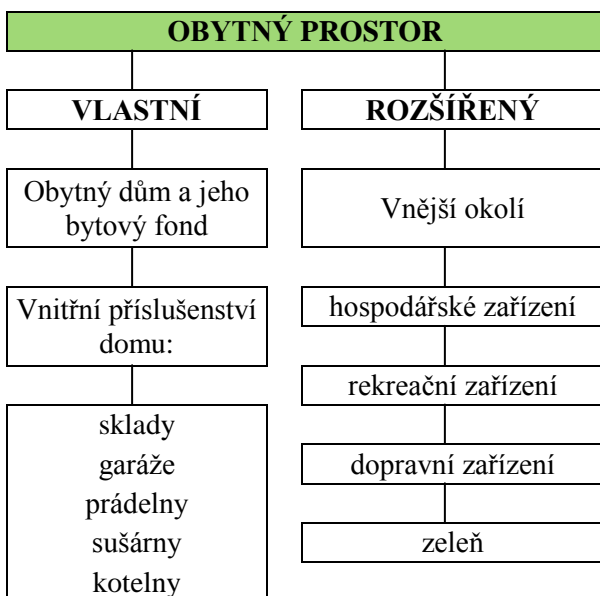 OBYTNÝ PROSTOR
VLASTNÍ
Obytný dům a jeho
bytový fond
Vnitřní příslušenství
domu:
sklady
garáže
prádelny
sušárny
kotelny
ROZŠÍŘENÝ
Vnější okolí
hospodářské zařízení
rekreační zařízení
dopravní zařízení
zeleň